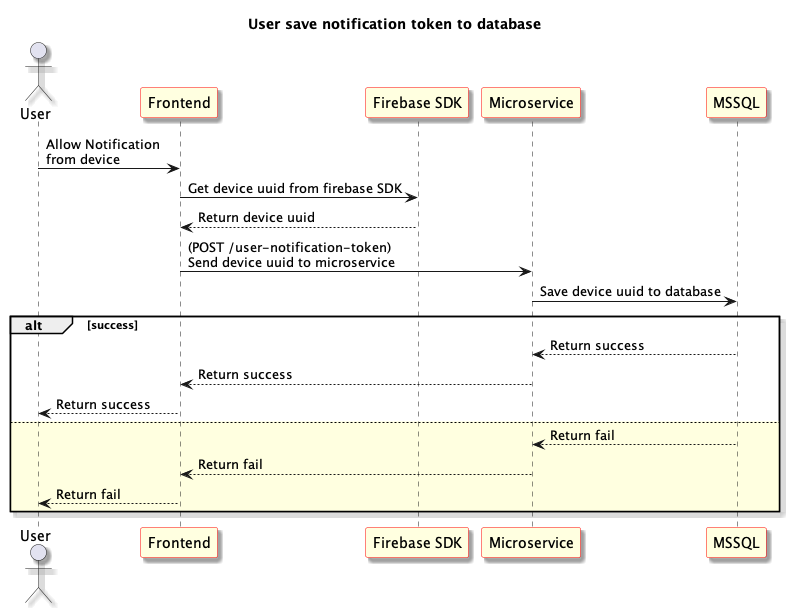 User save notification token to database
User
Frontend
Firebase SDK
Microservice
MSSQL
Allow Notification
from device
Get device uuid from firebase SDK
Return device uuid
(POST /user-notification-token)
Send device uuid to microservice
Save device uuid to database
alt
[success]
Return success
Return success
Return success
Return fail
Return fail
Return fail
User
Frontend
Firebase SDK
Microservice
MSSQL